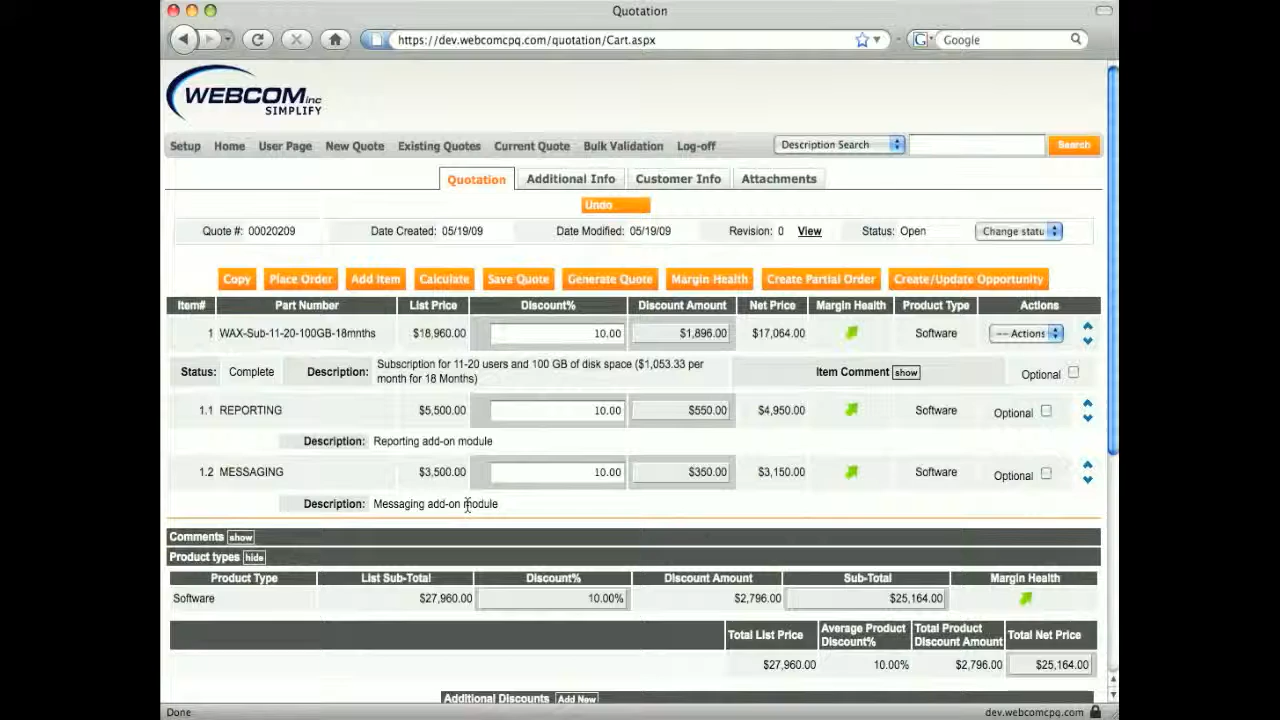 Quotation
https://dev.webcomcpq.com/quotation/Cart.aspx
Google
WEBCOM inc
SIMPLIFY
Setup Home User Page New Quote Existing Quotes Current Quote Bulk Validation Log-off Description Search Search
Quotation Additional Info Customer Info Attachments
Undo
Quote #: 00020209 Date Created: 05/19/09 Date Modified: 05/19/09 Revision: 0 View Status: Open Change statu
Copy Place Order Add Item Calculate Save Quote Generate Quote Margin Health Create Partial Order Create/Update Opportunity
Item# Part Number List Price Discount% Discount Amount Net Price Margin Health Product Type Actions
1 WAX-Sub-11-20-100GB-18mnths $18,960.00 10.00 $1,896.00 $17,064.00 Software -- Actions
Status: Complete Description: Subscription for 11-20 users and 100 GB of disk space ($1,053.33 per month for 18 Months) Item Comment show Optional
1.1 REPORTING $5,500.00 10.00 $550.00 $4,950.00 Software Optional
Description: Reporting add-on module
1.2 MESSAGING $3,500.00 10.00 $350.00 $3,150.00 Software Optional
Description: Messaging add-on module
Comments show
Product types hide
Product Type List Sub-Total Discount% Discount Amount Sub-Total Margin Health
Software $27,960.00 10.00% $2,796.00 $25,164.00
Total List Price Average Product Discount% Total Product Discount Amount Total Net Price
$27,960.00 10.00% $2,796.00 $25,164.00
Additional Discounts Add New
Done dev.webcomcpq.com